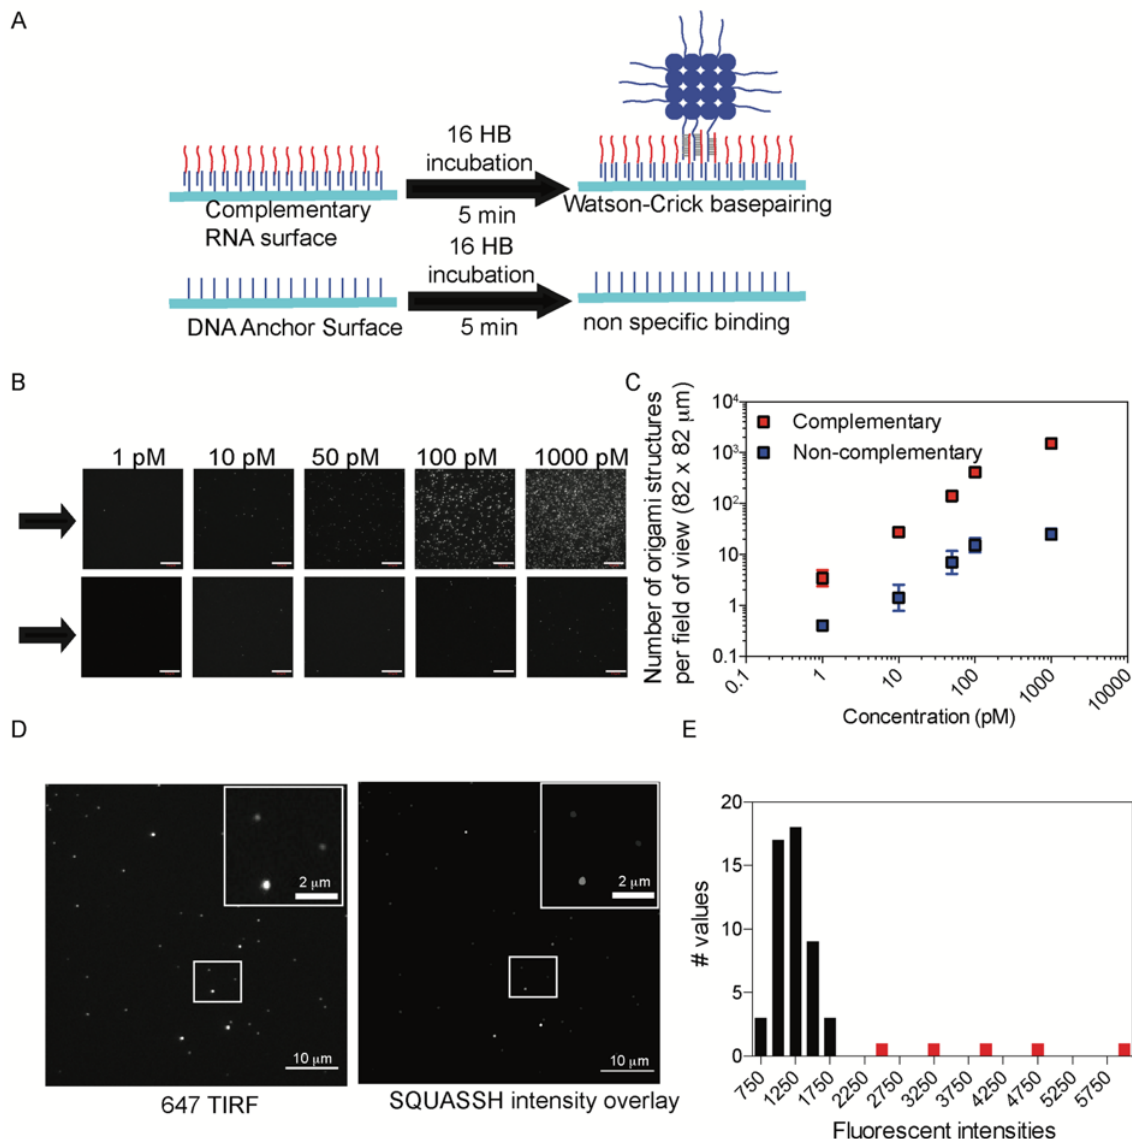 A
16 HB
incubation
5 min
Complementary
RNA surface
Watson-Crick basepairing
16 HB
incubation
5 min
DNA Anchor Surface
non specific binding
B
1 pM 10 pM 50 pM 100 pM 1000 pM
C
Number of origami structures
per field of view (82 x 82 μm)
10⁴
10³
10²
10
1
0.1
Complementary
Non-complementary
0.1 1 10 100 1000 10000
Concentration (pM)
D
2 μm
10 μm
647 TIRF
2 μm
10 μm
SQUASSH intensity overlay
E
# values
20
15
10
5
0
750 1250 1750 2250 2750 3250 3750 4250 4750 5250 5750
Fluorescent intensities